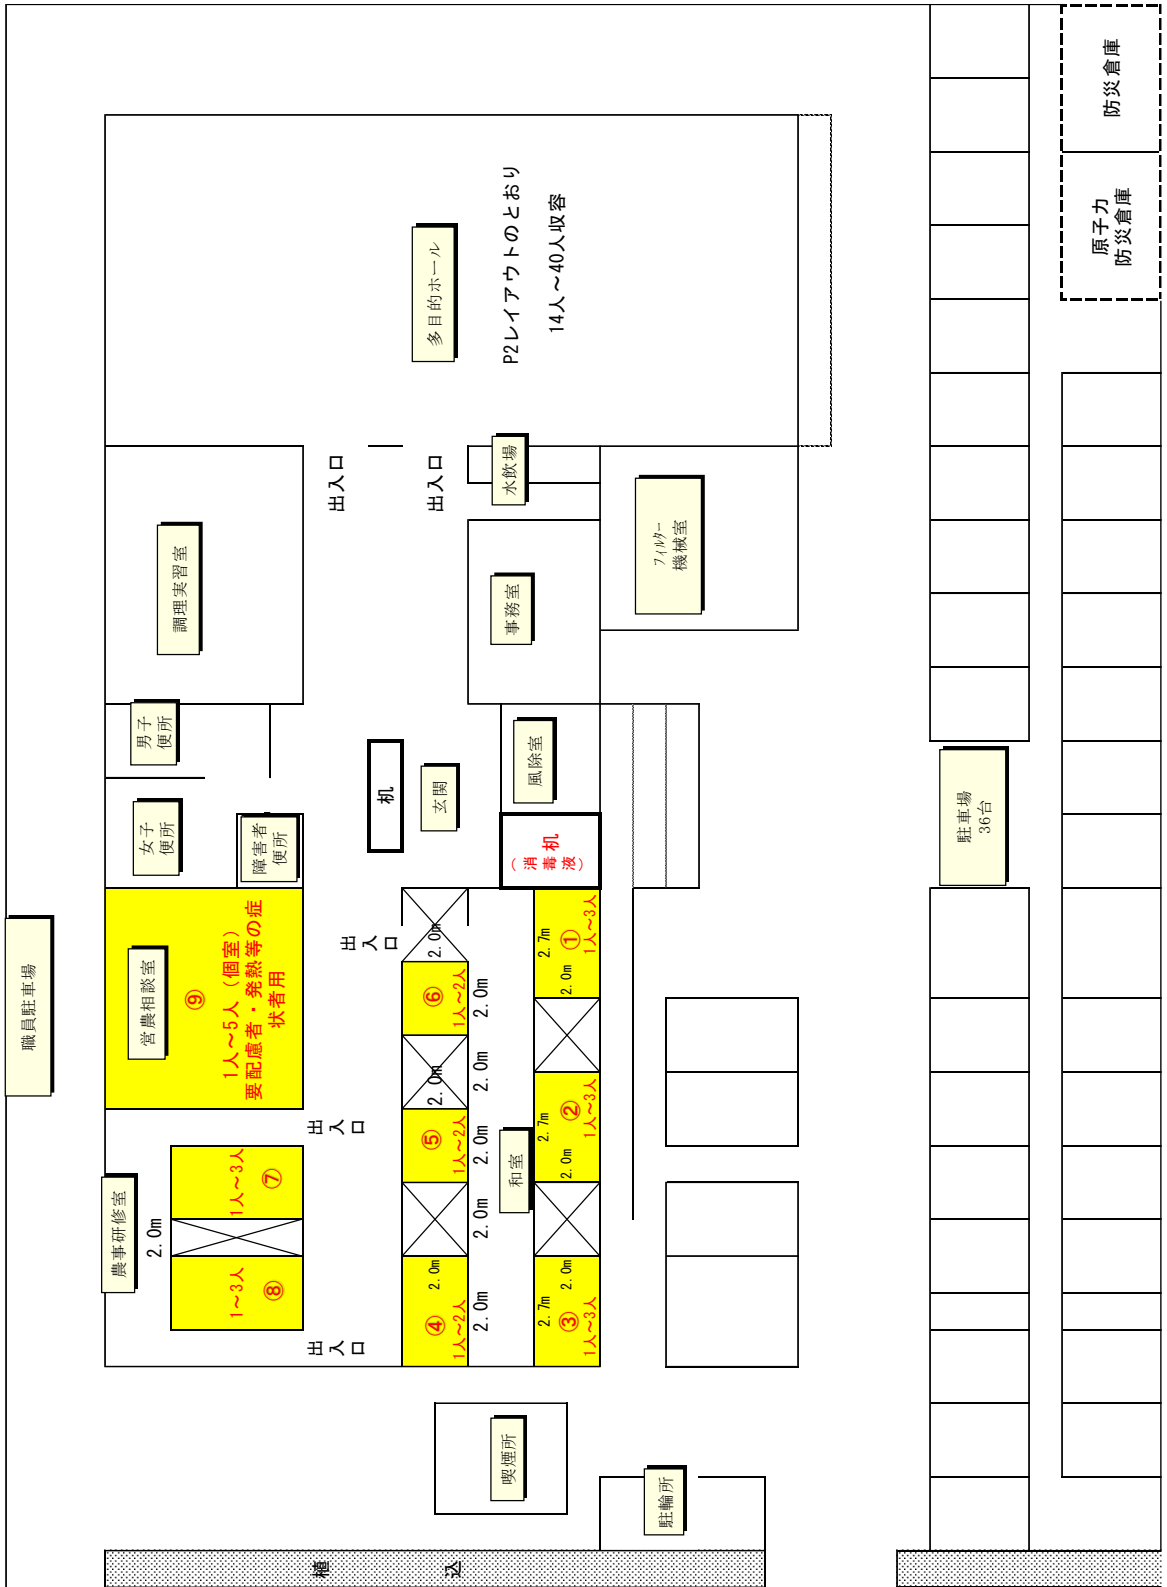 職員駐車場
農事研修室
2.0m
⑧
1～3人
⑦
1人～3人
出入口
出入口
営農相談室
⑨
1人～5人（個室）
要配慮者・発熱等の症
状者用
出入口
女子
便所
障害者
便所
男子
便所
調理実習室
出入口
出入口
水飲場
多目的ホール
P2レイアウトのとおり
14人～40人収容
机
玄関
風除室
事務室
フィルター
機械室
机
（消毒液）
④
1人～2人
2.0m
2.0m
2.0m
⑤
1人～2人
2.0m
2.0m
2.0m
⑥
1人～2人
2.0m
2.0m
和室
③
1人～3人
2.7m
2.0m
②
1人～3人
2.7m
2.0m
①
1人～3人
2.7m
2.0m
喫煙所
駐輪所
植込
駐車場
36台
原子力
防災倉庫
防災倉庫